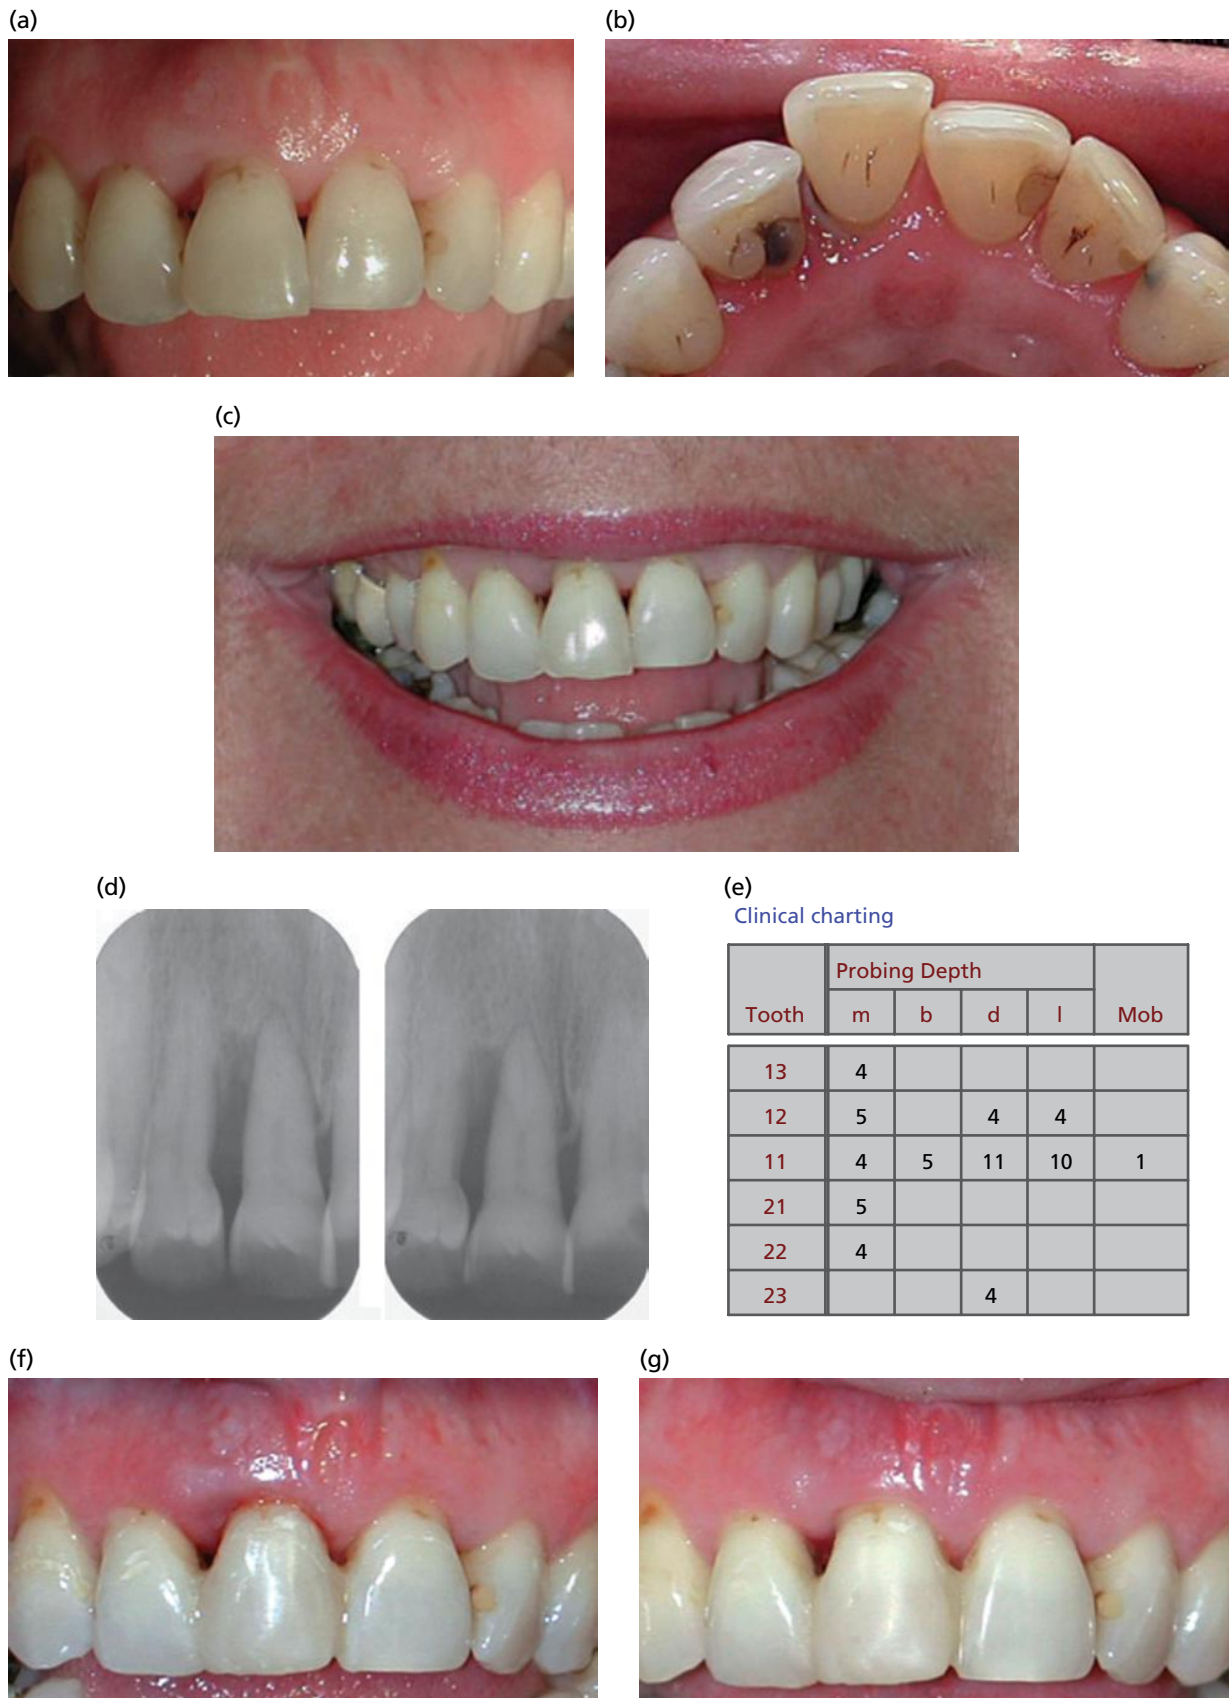 (a)
(b)
(c)
(d)
(e)
Clinical charting
Tooth Probing Depth Mob
m b d l
13 4
12 5 4 4
11 4 5 11 10 1
21 5
22 4
23 4
(f)
(g)